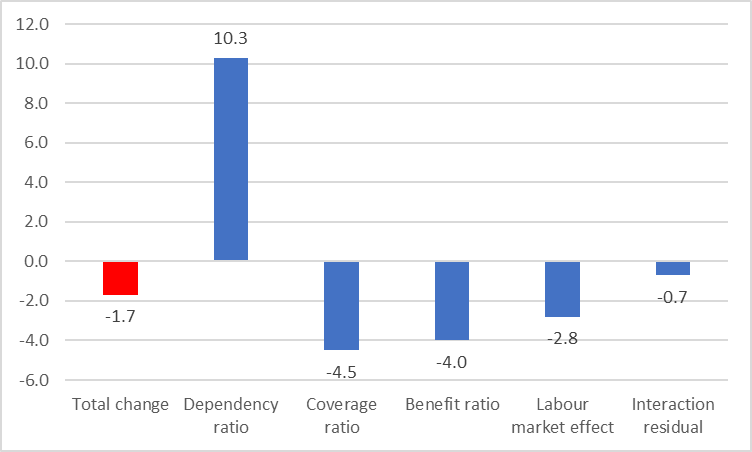 12.0
10.0
8.0
6.0
4.0
2.0
0.0
-2.0
-4.0
-6.0
10.3
-1.7
-4.5
-4.0
-2.8
-0.7
Total change
Dependency
ratio
Coverage
ratio
Benefit ratio
Labour
market effect
Interaction
residual